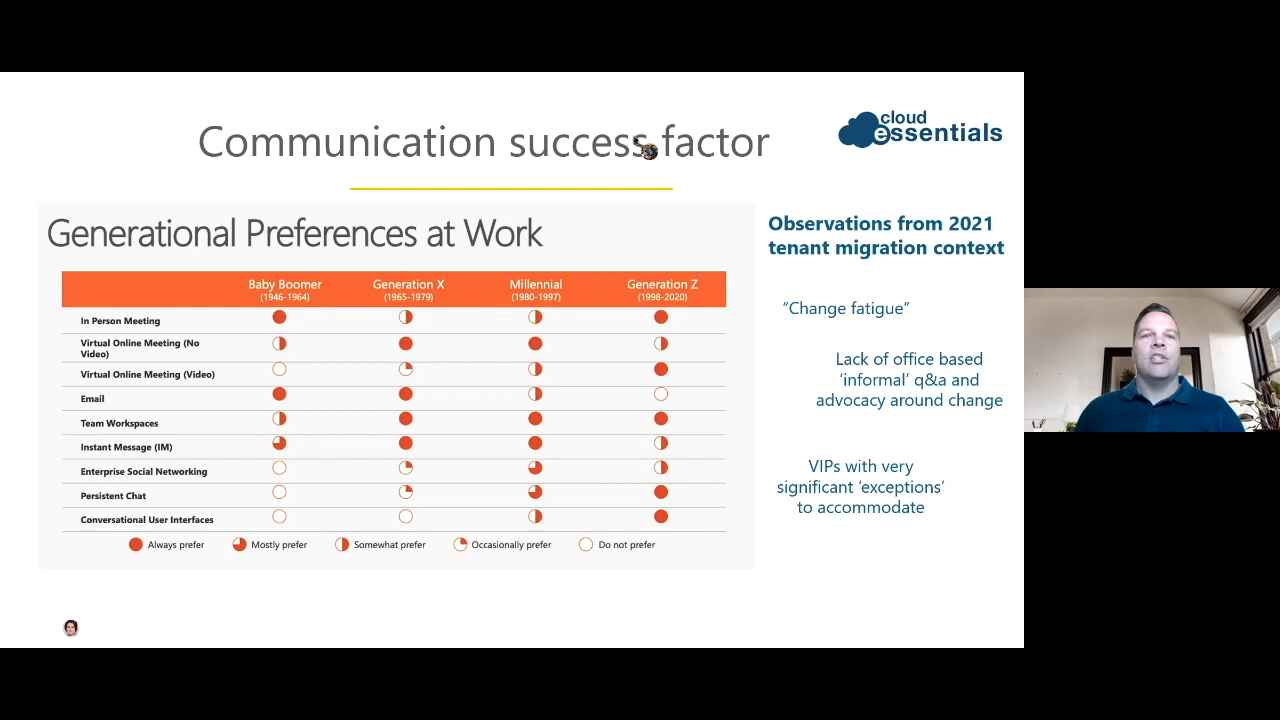 Communication success factor
cloud
essentials
Generational Preferences at Work
Baby Boomer
(1946-1964)
Generation X
(1965-1979)
Millennial
(1980-1997)
Generation Z
(1998-2020)
In Person Meeting
Virtual Online Meeting (No
Video)
Virtual Online Meeting (Video)
Email
Team Workspaces
Instant Message (IM)
Enterprise Social Networking
Persistent Chat
Conversational User Interfaces
Always prefer
Mostly prefer
Somewhat prefer
Occasionally prefer
Do not prefer
Observations from 2021
tenant migration context
“Change fatigue”
Lack of office based
‘informal’ q&a and
advocacy around change
VIPs with very
significant ‘exceptions’
to accommodate